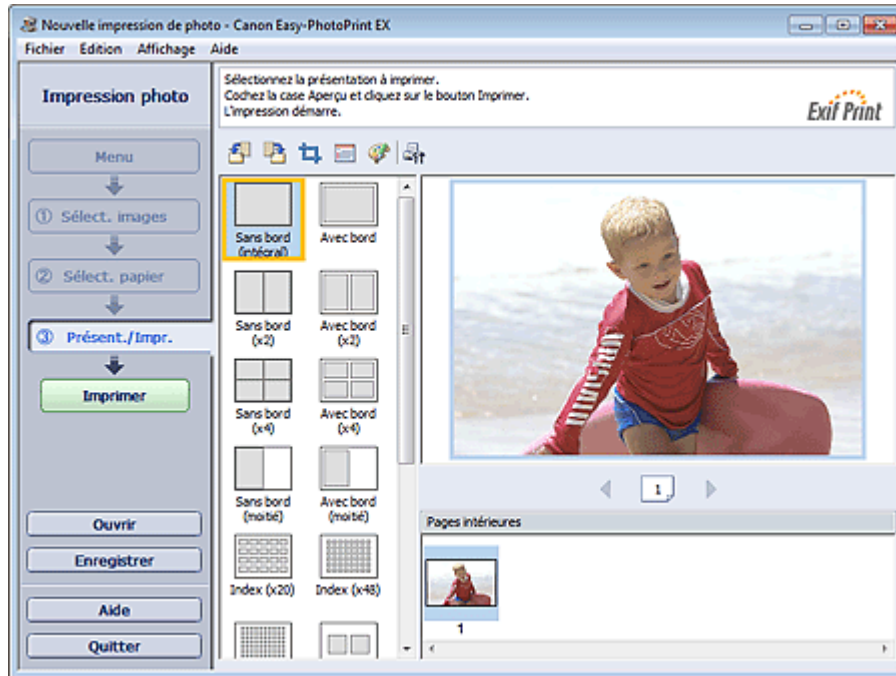 Nouvelle impression de photo - Canon Easy-PhotoPrint EX
Fichier Édition Affichage Aide
Impression photo
Sélectionnez la présentation à imprimer.
Cochez la case Aperçu et cliquez sur le bouton Imprimer.
L'impression démarre.
Exif Print
Menu
① Sélect. images
② Sélect. papier
③ Présent./Impr.
Imprimer
Ouvrir
Enregistrer
Aide
Quitter
Sans bord
(intégral)
Avec bord
Sans bord
(x2)
Avec bord
(x2)
Sans bord
(x4)
Avec bord
(x4)
Sans bord
(moitié)
Avec bord
(moitié)
Index (x20)
Index (x48)
1
Pages intérieures
1